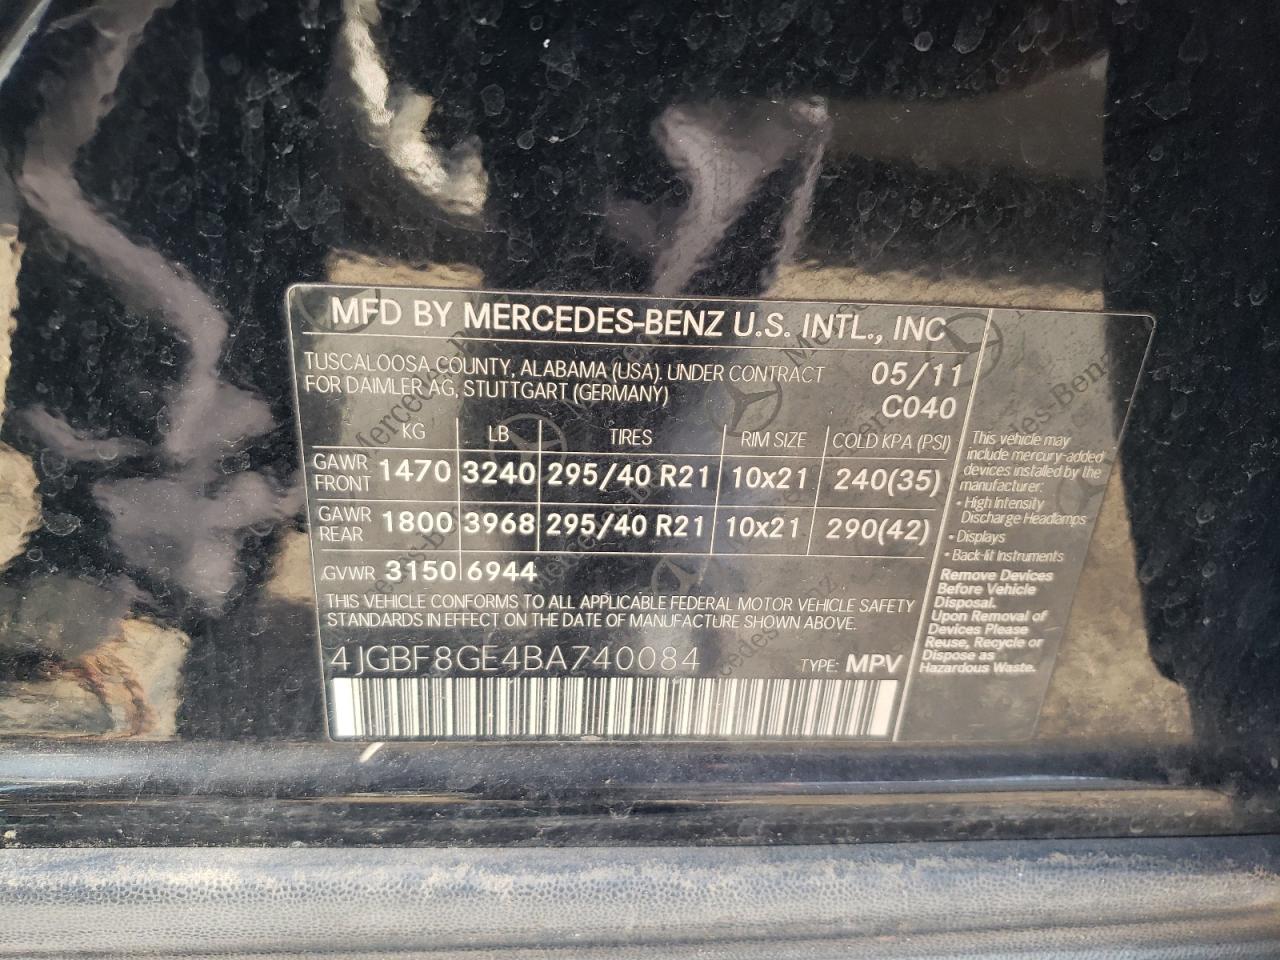 MFD BY MERCEDES-BENZ U.S. INTL., INC
TUSCALOOSA COUNTY, ALABAMA (USA), UNDER CONTRACT 05/11
FOR DAIMLER AG, STUTTGART (GERMANY) C040
KG LB TIRES RIM SIZE COLD KPA (PSI)
GAWR FRONT 1470 3240 295/40 R21 10x21 240(35)
GAWR REAR 1800 3968 295/40 R21 10x21 290(42)
GVWR 3150 6944
THIS VEHICLE CONFORMS TO ALL APPLICABLE FEDERAL MOTOR VEHICLE SAFETY
STANDARDS IN EFFECT ON THE DATE OF MANUFACTURE SHOWN ABOVE.
4JGBF8GE4BA740084 TYPE: MPV
This vehicle may
include mercury-added
devices installed by the
manufacturer:
• High Intensity
Discharge Headlamps
• Displays
• Back-lit Instruments
Remove Devices
Before Vehicle
Disposal.
Upon Removal of
Devices Please
Reuse, Recycle or
Dispose as
Hazardous Waste.